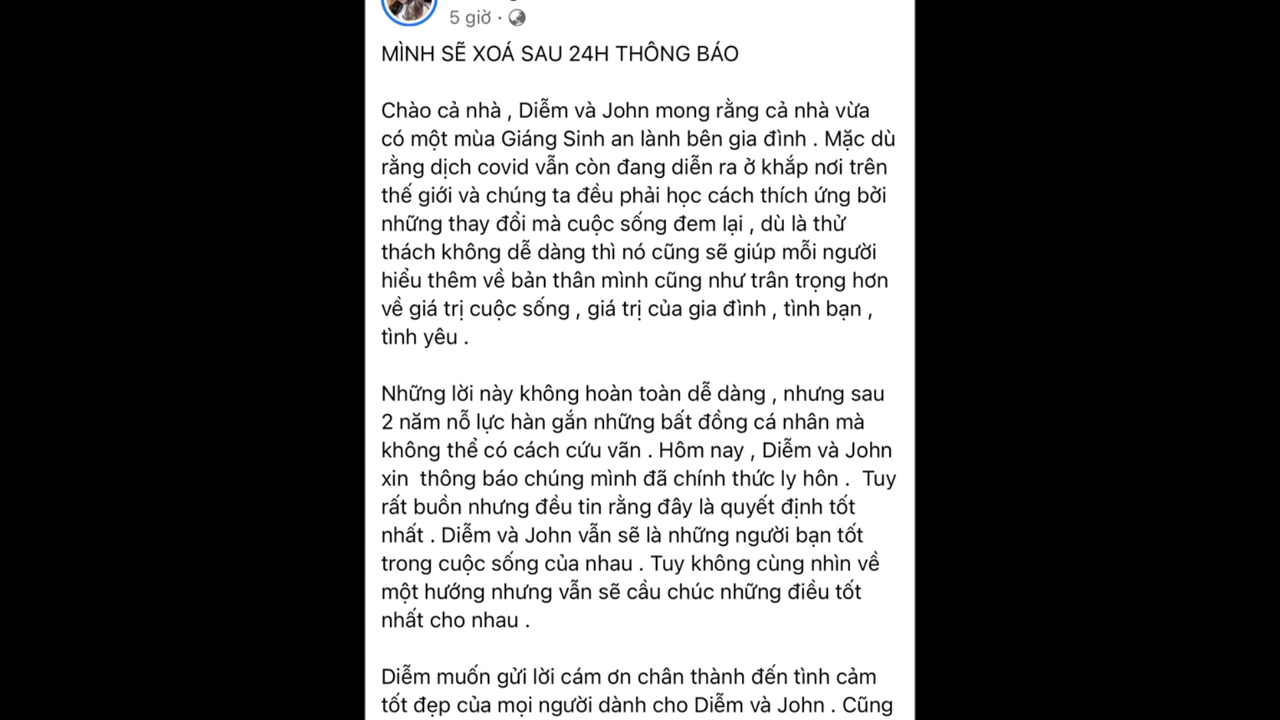 5 giờ ·
MÌNH SẼ XOÁ SAU 24H THÔNG BÁO
Chào cả nhà , Diễm và John mong rằng cả nhà vừa
có một mùa Giáng Sinh an lành bên gia đình . Mặc dù
rằng dịch covid vẫn còn đang diễn ra ở khắp nơi trên
thế giới và chúng ta đều phải học cách thích ứng bởi
những thay đổi mà cuộc sống đem lại , dù là thử
thách không dễ dàng thì nó cũng sẽ giúp mỗi người
hiểu thêm về bản thân mình cũng như trân trọng hơn
về giá trị cuộc sống , giá trị của gia đình , tình bạn ,
tình yêu .
Những lời này không hoàn toàn dễ dàng , nhưng sau
2 năm nỗ lực hàn gắn những bất đồng cá nhân mà
không thể có cách cứu vãn . Hôm nay , Diễm và John
xin  thông báo chúng mình đã chính thức ly hôn .  Tuy
rất buồn nhưng đều tin rằng đây là quyết định tốt
nhất . Diễm và John vẫn sẽ là những người bạn tốt
trong cuộc sống của nhau . Tuy không cùng nhìn về
một hướng nhưng vẫn sẽ cầu chúc những điều tốt
nhất cho nhau .
Diễm muốn gửi lời cám ơn chân thành đến tình cảm
tốt đẹp của mọi người dành cho Diễm và John . Cũng